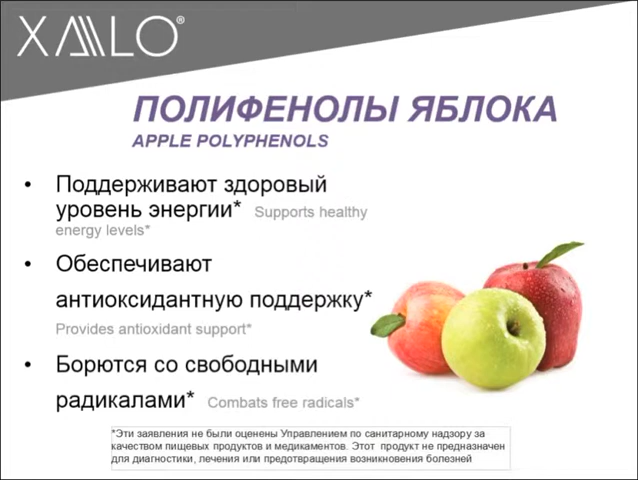 XALO®
ПОЛИФЕНОЛЫ ЯБЛОКА
APPLE POLYPHENOLS
• Поддерживают здоровый
уровень энергии* Supports healthy
energy levels*
• Обеспечивают
антиоксидантную поддержку*
Provides antioxidant support*
• Борются со свободными
радикалами* Combats free radicals*
*Эти заявления не были оценены Управлением по санитарному надзору за
качеством пищевых продуктов и медикаментов. Этот продукт не предназначен
для диагностики, лечения или предотвращения возникновения болезней